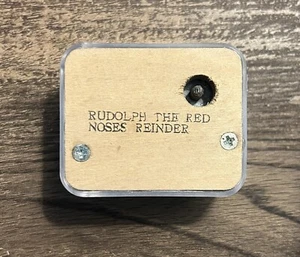 RUDOLPH THE RED
NOSES REINDER